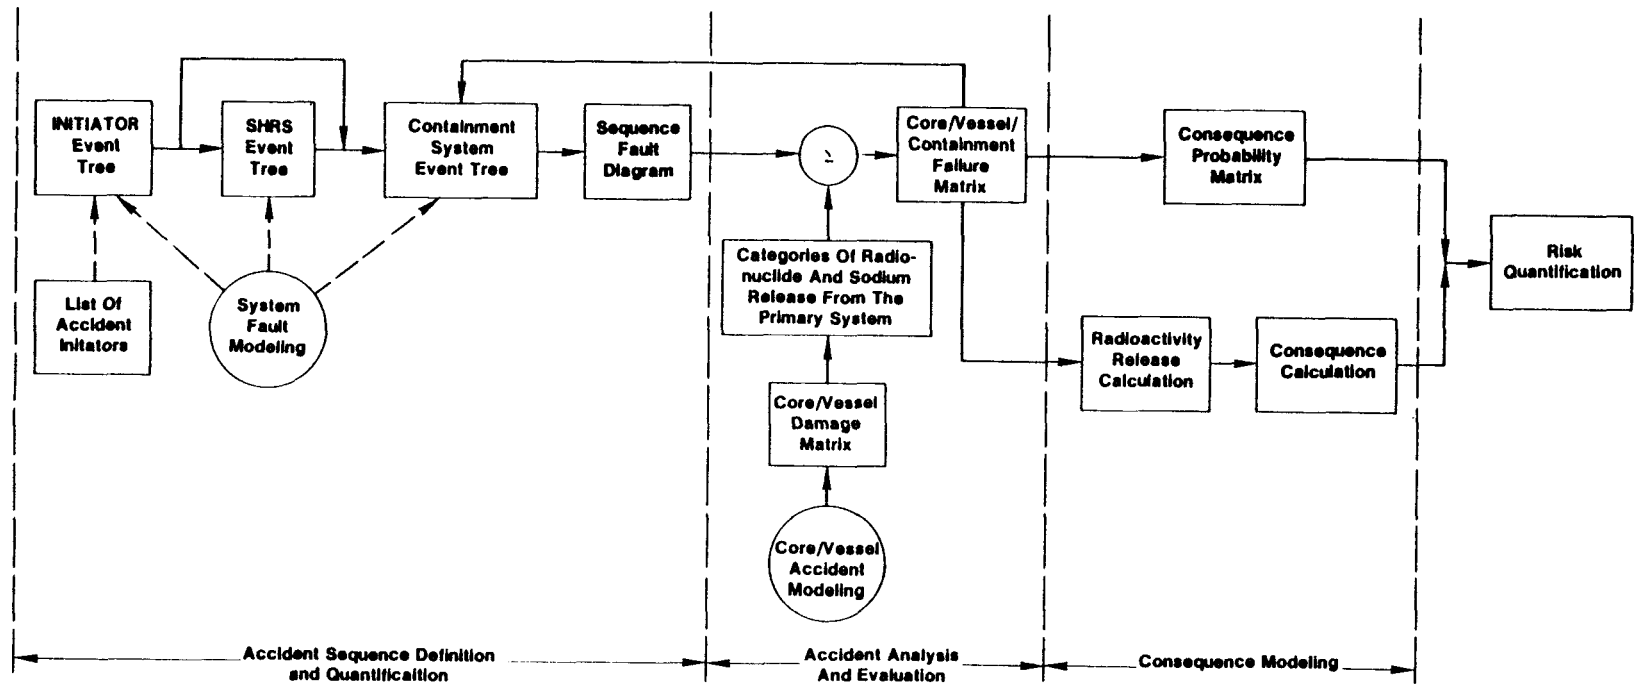 INITIATOR
Event
Tree
SHRS
Event
Tree
Containment
System
Event Tree
Sequence
Fault
Diagram
Core/Vessel/
Containment
Failure
Matrix
Consequence
Probability
Matrix
Risk
Quantification
List Of
Accident
Initators
System
Fault
Modeling
Categories Of Radio-
nuclide And Sodium
Release From The
Primary System
Radioactivity
Release
Calculation
Consequence
Calculation
Core/Vessel
Damage
Matrix
Core/Vessel
Accident
Modeling
Accident Sequence Definition
and Quantificaition
Accident Analysis
And Evaluation
Consequence Modeling